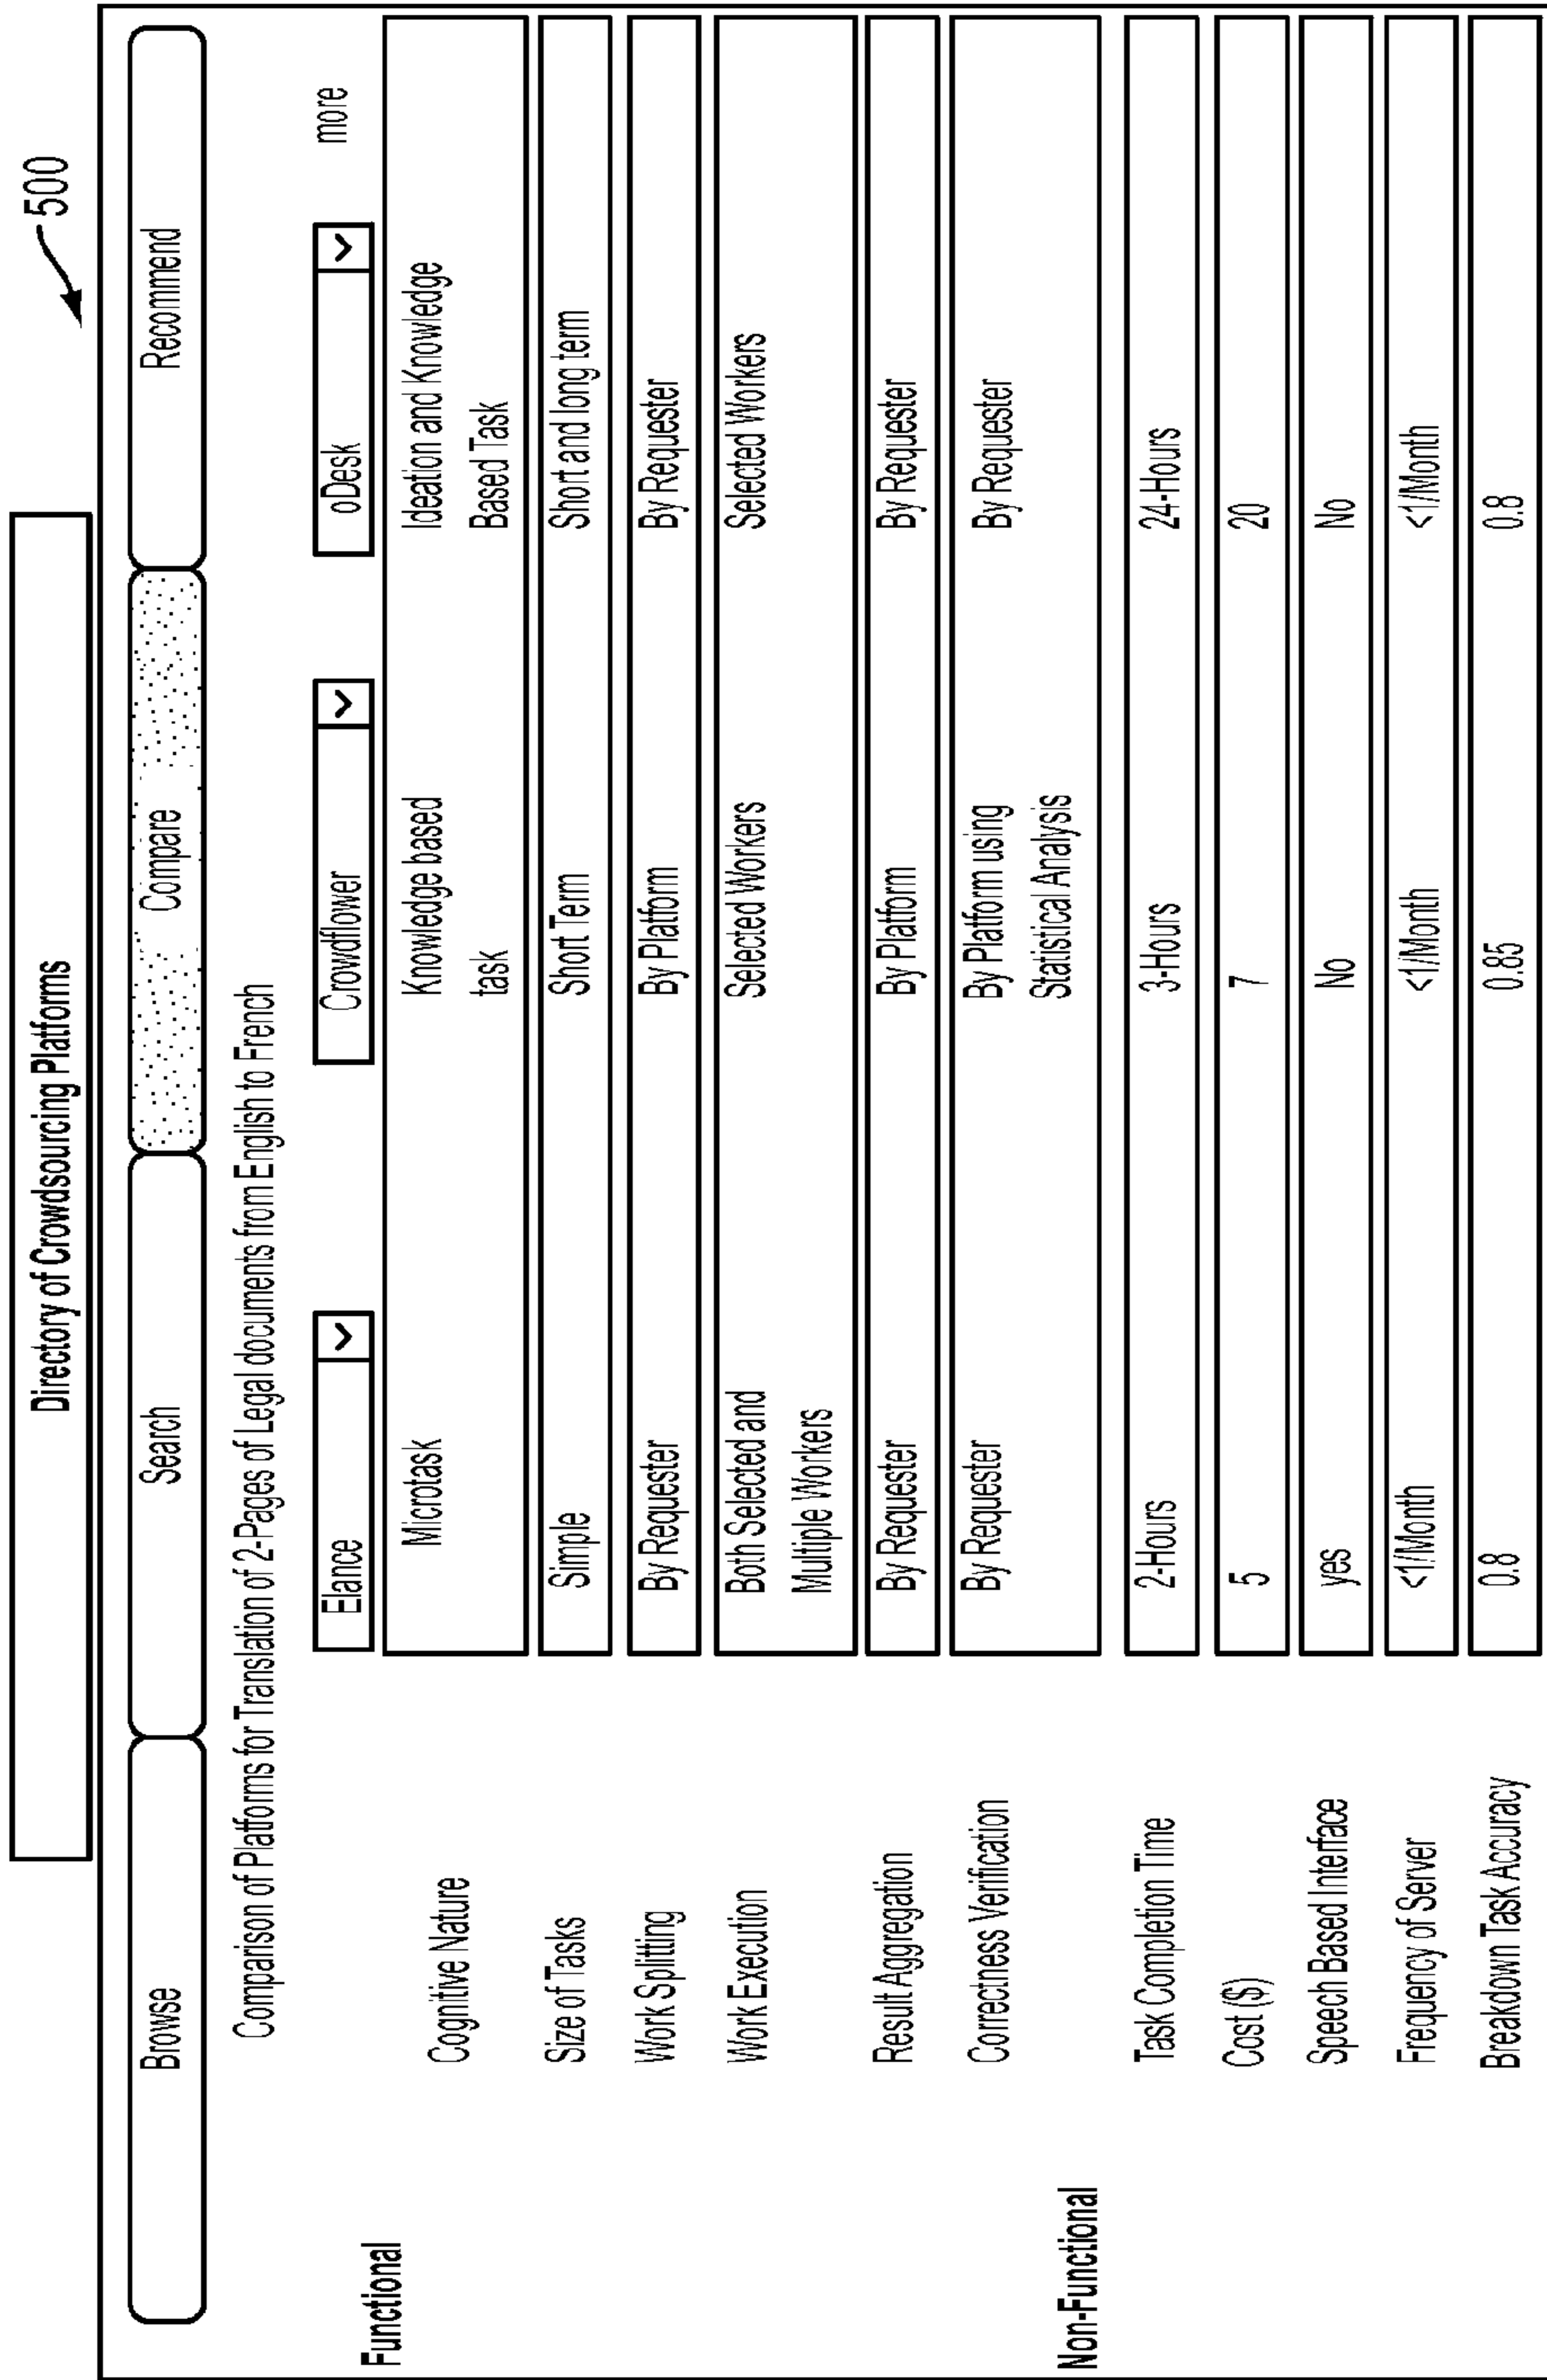 500
Directory of Crowdsourcing Platforms
Browse Search Compare Recommend
Comparison of Platforms for Translation of 2-Pages of Legal documents from English to French
Functional
Elance Crowdflower oDesk more
Cognitive Nature Microtask Knowledge based task Ideation and Knowledge Based Task
Size of Tasks Simple Short Term Short and long term
Work Splitting By Requester By Platform By Requester
Work Execution Both Selected and Multiple Workers Selected Workers Selected Workers
Result Aggregation By Requester By Platform By Requester
Correctness Verification By Requester By Platform using Statistical Analysis By Requester
Non-Functional
Task Completion Time 2-Hours 3-Hours 24-Hours
Cost ($) 5 7 20
Speech Based Interface yes No No
Frequency of Server <1/Month <1/Month <1/Month
Breakdown Task Accuracy 0.8 0.85 0.8